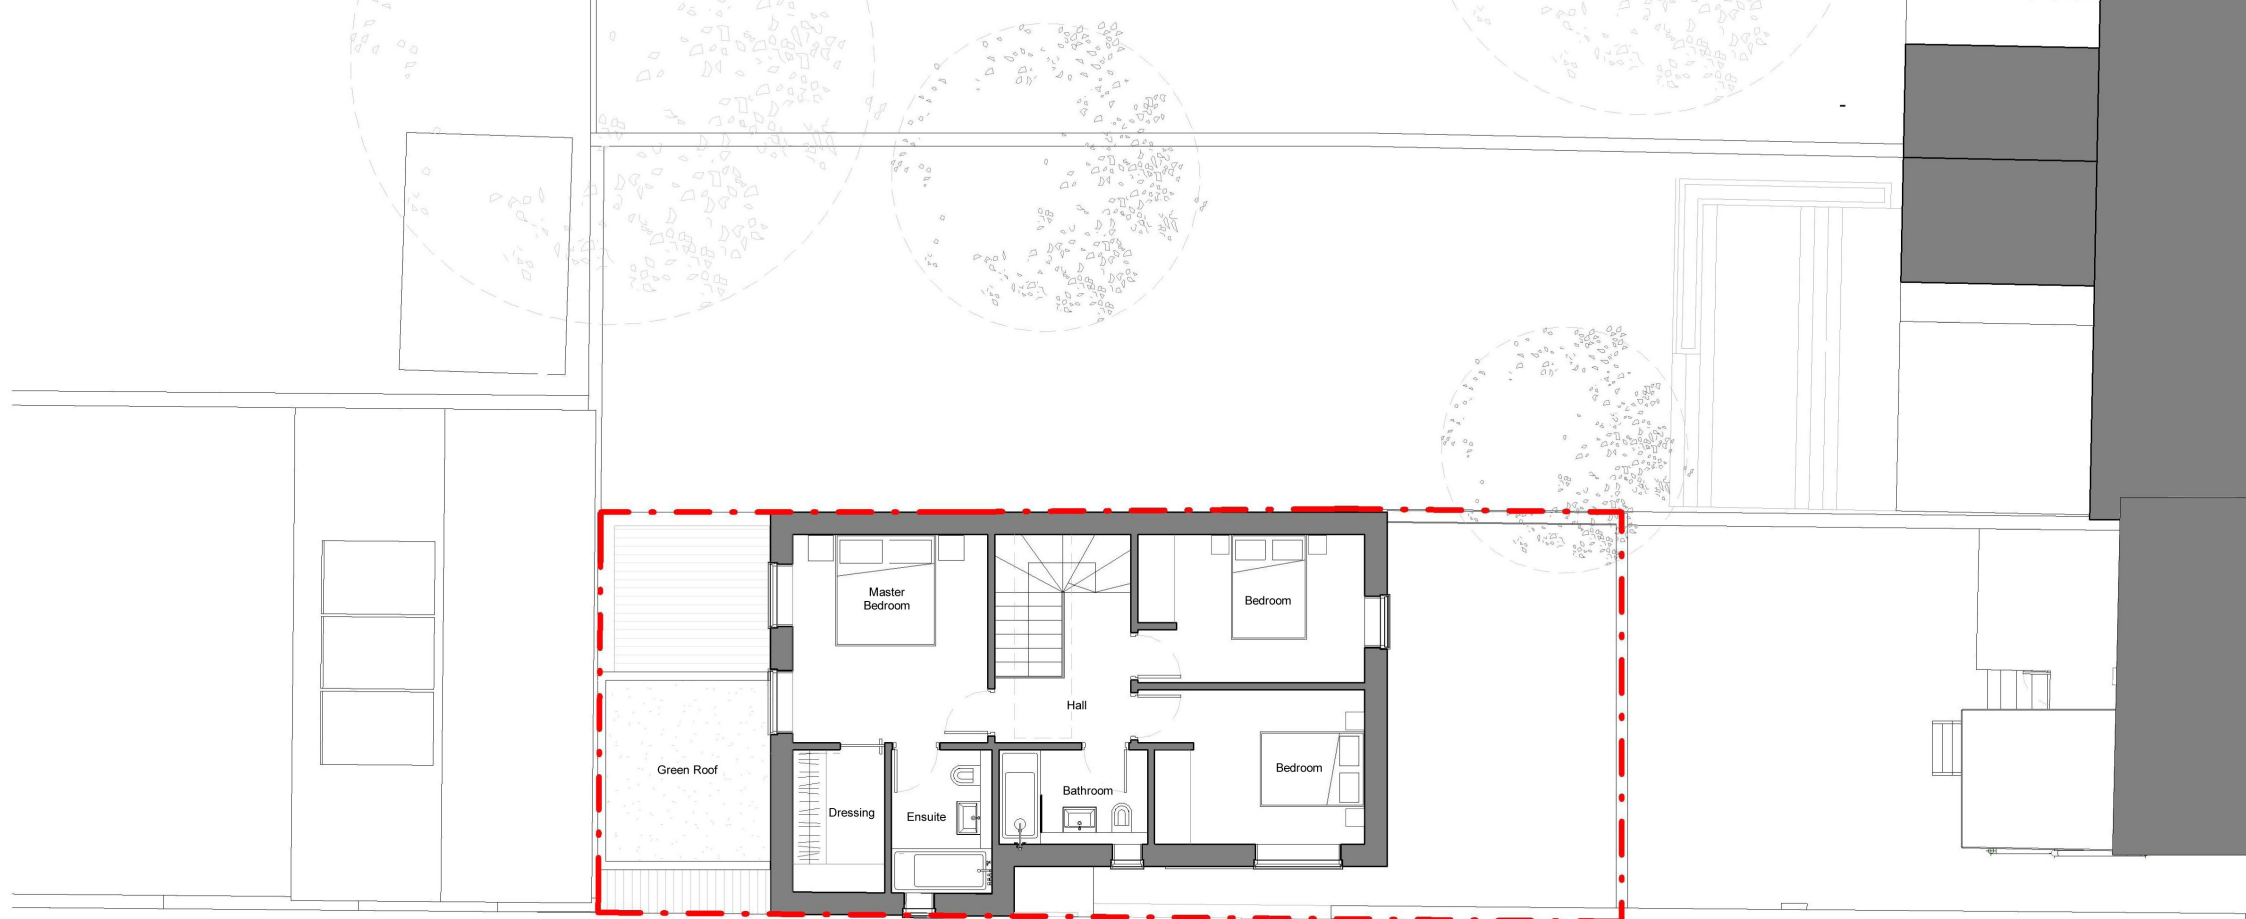 Master
Bedroom
Bedroom
Hall
Green Roof
Bedroom
Bathroom
Dressing
Ensuite